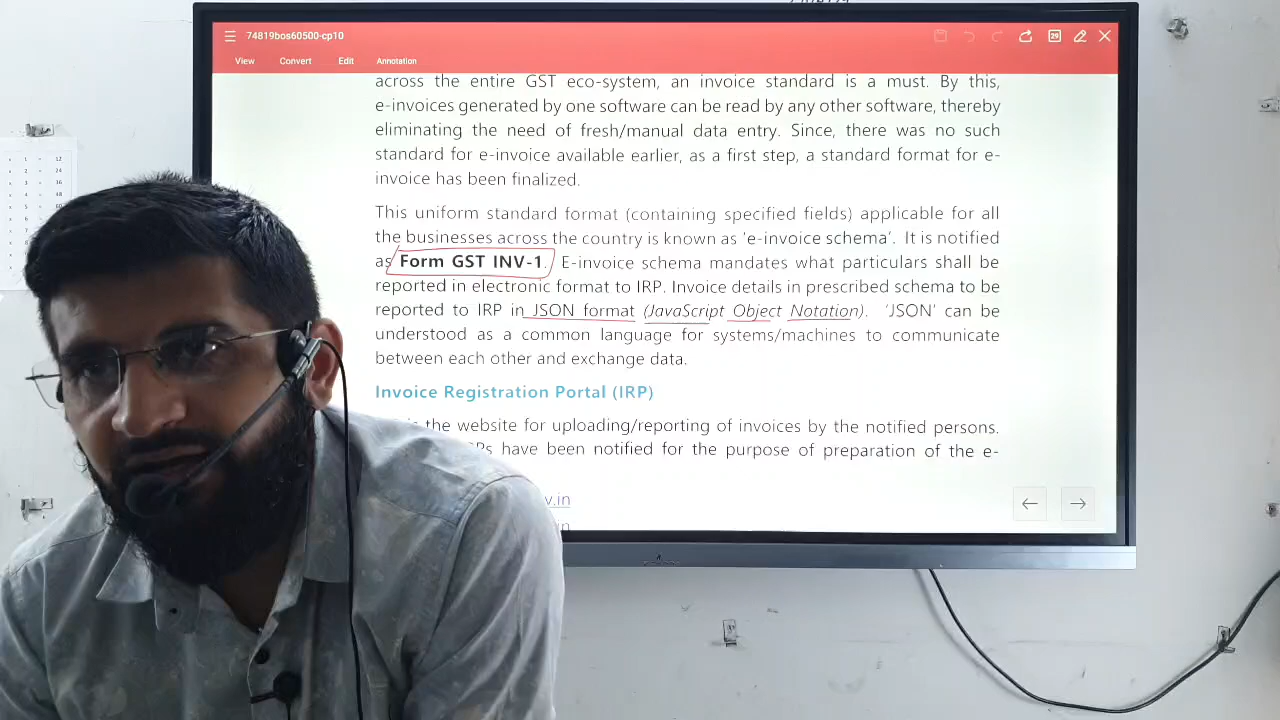 74819bos60500-cp10
29
View Convert Edit Annotation
across the entire GST eco-system, an invoice standard is a must. By this,
e-invoices generated by one software can be read by any other software, thereby
eliminating the need of fresh/manual data entry. Since, there was no such
standard for e-invoice available earlier, as a first step, a standard format for e-
invoice has been finalized.
This uniform standard format (containing specified fields) applicable for all
the businesses across the country is known as 'e-invoice schema'. It is notified
as Form GST INV-1. E-invoice schema mandates what particulars shall be
reported in electronic format to IRP. Invoice details in prescribed schema to be
reported to IRP in JSON format (JavaScript Object Notation). 'JSON' can be
understood as a common language for systems/machines to communicate
between each other and exchange data.
Invoice Registration Portal (IRP)
the website for uploading/reporting of invoices by the notified persons.
have been notified for the purpose of preparation of the e-